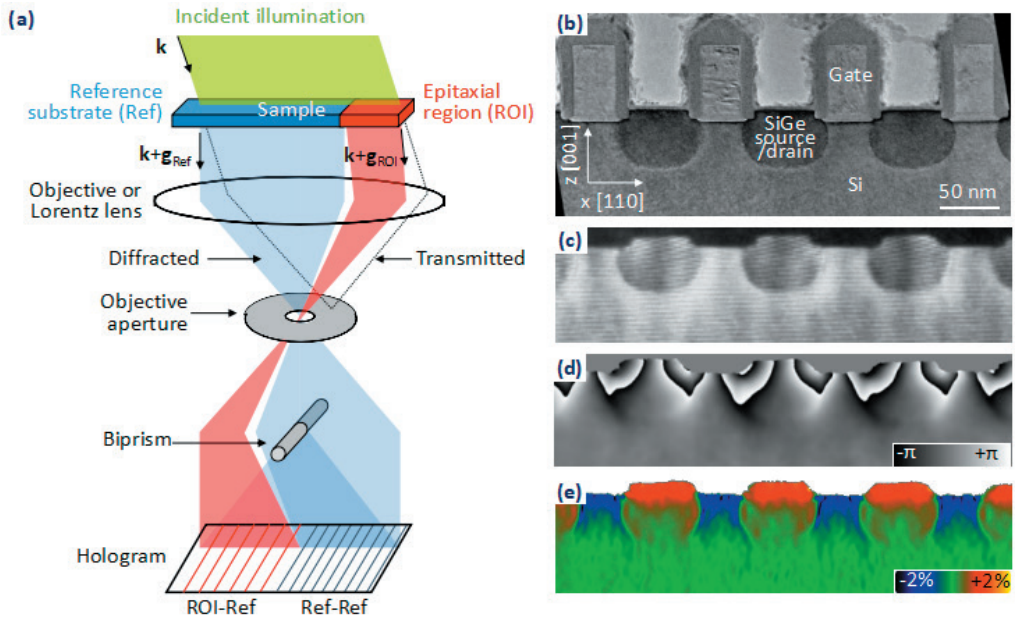 (a)
Incident illumination
k
Reference
substrate (Ref)
Sample
Epitaxial
region (ROI)
k+gRef
k+gROI
Objective or
Lorentz lens
Diffracted
Transmitted
Objective
aperture
Biprism
Hologram
ROI-Ref
Ref-Ref
(b)
Gate
SiGe
source
/drain
z [001]
x [110]
Si
50 nm
(c)
(d)
-π
+π
(e)
-2%
+2%